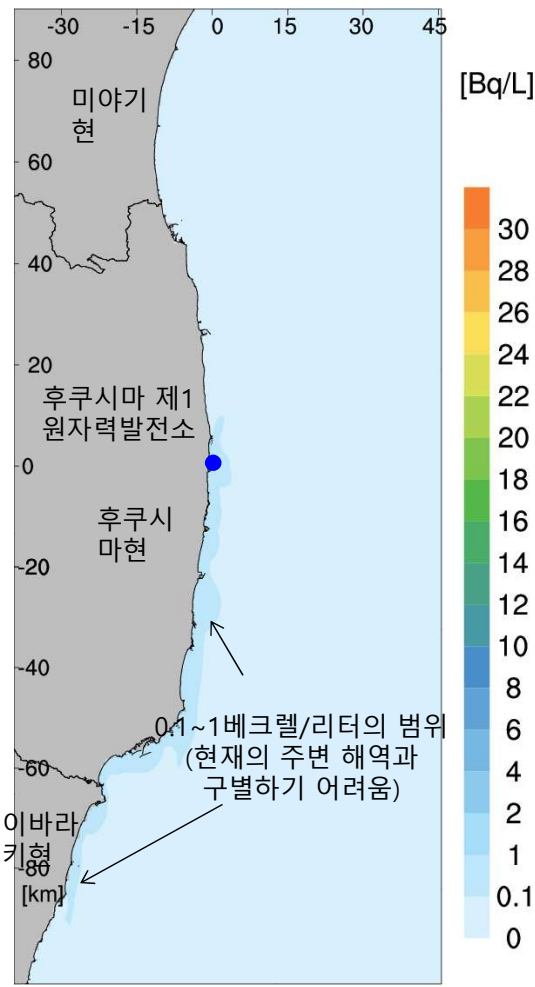 -30 -15 0 15 30 45
[Bq/L]
80
미야기
현
60
40
20
후쿠시마 제1
원자력발전소
0
후쿠시
마현
-20
-40
0.1~1베크렐/리터의 범위
(현재의 주변 해역과
구별하기 어려움)
-60
이바라
키현
-80
[km]
30
28
26
24
22
20
18
16
14
12
10
8
6
4
2
1
0.1
0